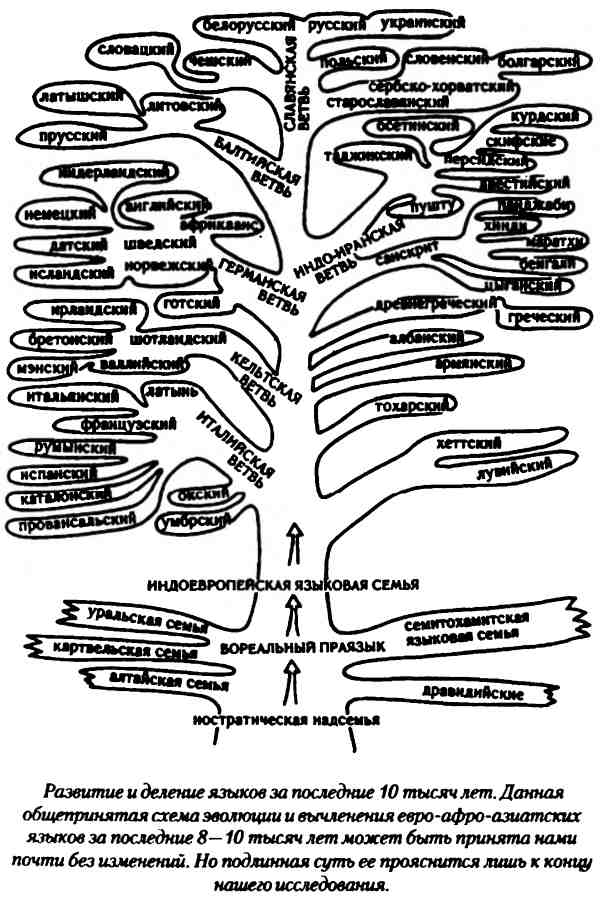 белорусский русский украинский
СЛАВЯНСКАЯ
ВЕТВЬ
словацкий
чешский
польский
словенский
болгарский
сербско-хорватский
старославянский
латышский
литовский
прусский
БАЛТИЙСКАЯ
ВЕТВЬ
осетинский
курдский
скифские
таджикский
персидский
авестийский
нидерландский
немецкий
английский
африкаанс
датский шведский
исландский норвежский
готский
ГЕРМАНСКАЯ
ВЕТВЬ
пушту
панджаби
хинди
маратхи
бенгали
цыганский
ИНДО-ИРАНСКАЯ
ВЕТВЬ
санскрит
древнегреческий
греческий
албанский
армянский
ирландский
бретонский шотландский
мэнский валлийский
КЕЛЬТСКАЯ
ВЕТВЬ
тохарский
итальянский латынь
французский
румынский
испанский
каталонский
провансальский
окский
умбрский
ИТАЛИЙСКАЯ
ВЕТВЬ
хеттский
лувийский
ИНДОЕВРОПЕЙСКАЯ ЯЗЫКОВАЯ СЕМЬЯ
уральская семья
картвельская семья
алтайская семья
БОРЕАЛЬНЫЙ ПРАЯЗЫК
семитохамитская
языковая семья
дравидийские
ностратическая надсемья
Развитие и деление языков за последние 10 тысяч лет. Данная
общепринятая схема эволюции и вычленения евро-афро-азиатских
языков за последние 8—10 тысяч лет может быть принята нами
почти без изменений. Но подлинная суть ее прояснится лишь к концу
нашего исследования.